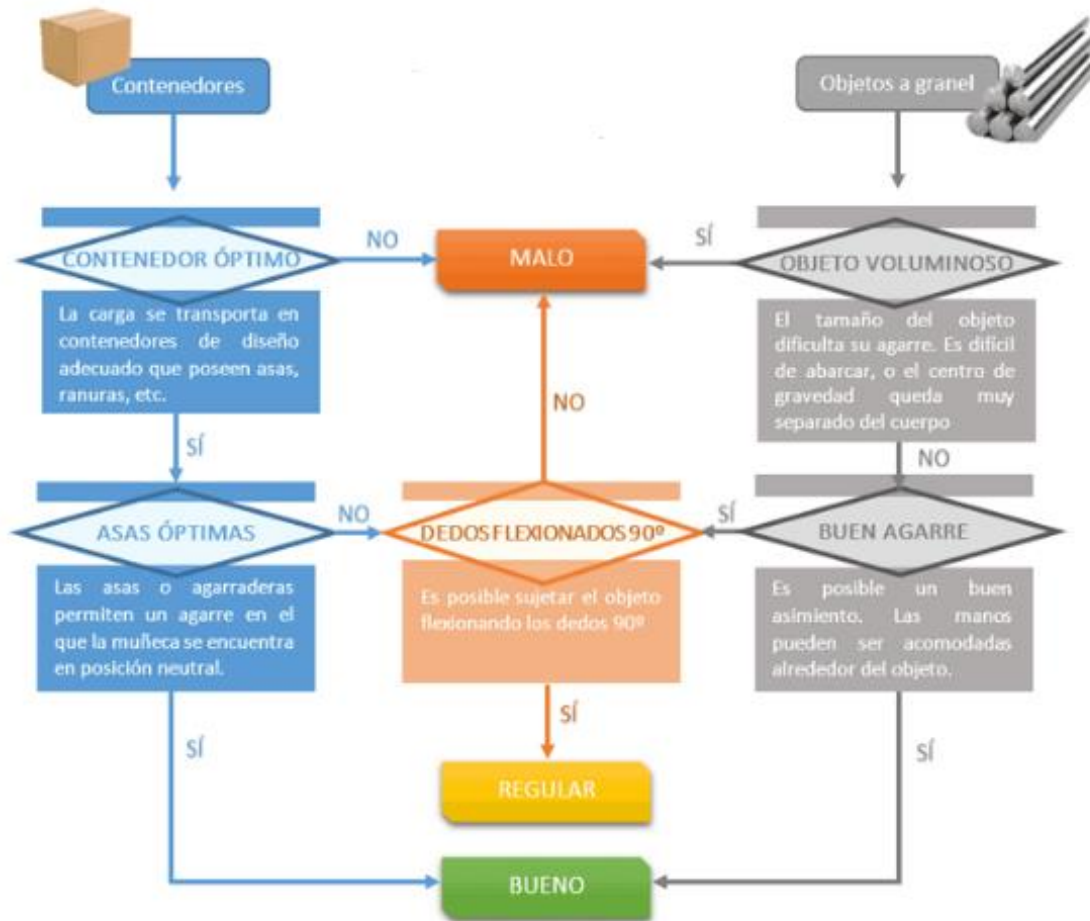 Contenedores
Objetos a granel
CONTENEDOR ÓPTIMO
NO
MALO
SÍ
OBJETO VOLUMINOSO
La carga se transporta en
contenedores de diseño
adecuado que poseen asas,
ranuras, etc.
El tamaño del objeto
dificulta su agarre. Es difícil
de abarcar, o el centro de
gravedad queda muy
separado del cuerpo
NO
SÍ
NO
ASAS ÓPTIMAS
NO
DEDOS FLEXIONADOS 90º
SÍ
BUEN AGARRE
Las asas o agarraderas
permiten un agarre en el
que la muñeca se encuentra
en posición neutral.
Es posible sujetar el objeto
flexionando los dedos 90º
Es posible un buen
asimiento. Las manos
pueden ser acomodadas
alrededor del objeto.
SÍ
SÍ
SÍ
REGULAR
BUENO